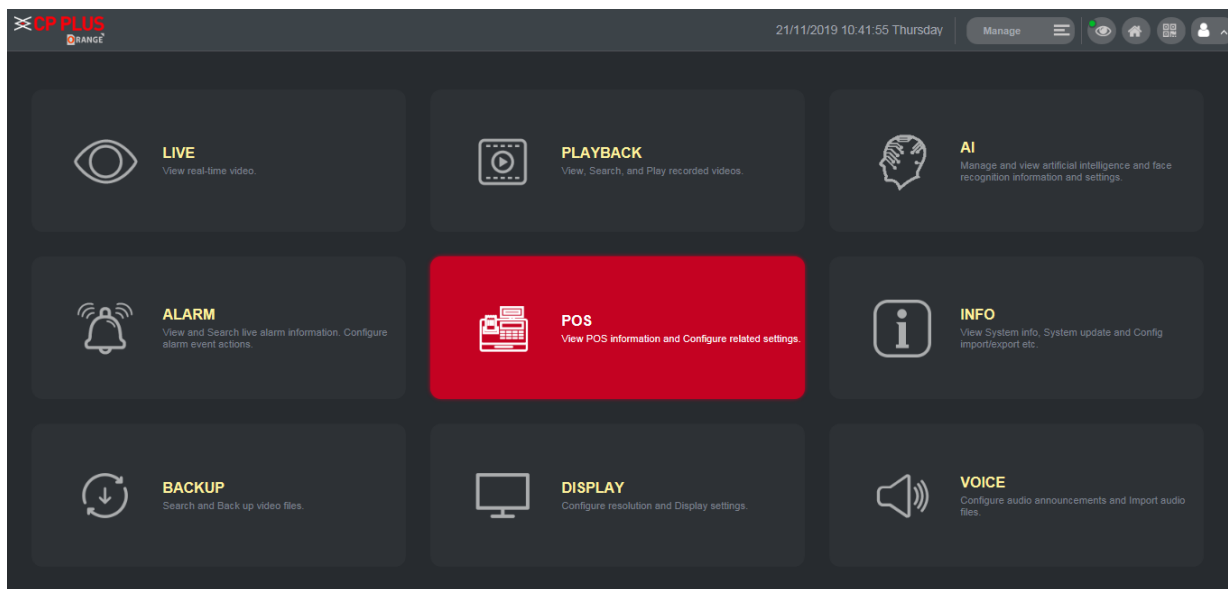 CP PLUS
ORANGE
21/11/2019 10:41:55 Thursday
Manage
LIVE
View real-time video.
PLAYBACK
View, Search, and Play recorded videos.
AI
Manage and view artificial intelligence and face
recognition information and settings.
ALARM
View and Search live alarm information. Configure
alarm event actions.
POS
View POS information and Configure related settings.
INFO
View System info, System update and Config
import/export etc.
BACKUP
Search and Back up video files.
DISPLAY
Configure resolution and Display settings.
VOICE
Configure audio announcements and Import audio
files.